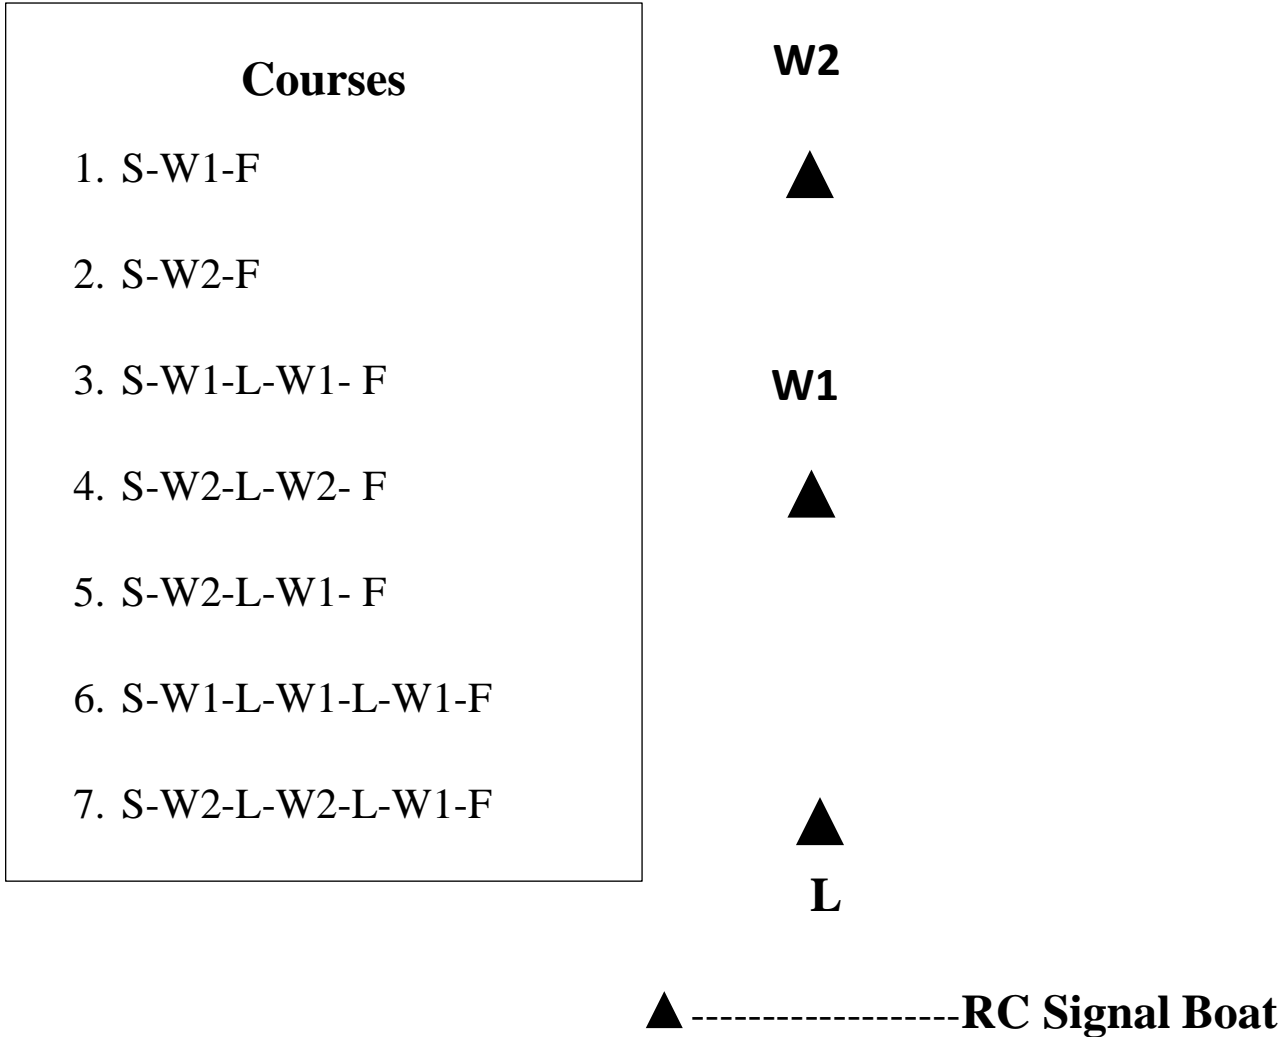 Courses
1. S-W1-F
2. S-W2-F
3. S-W1-L-W1- F
4. S-W2-L-W2- F
5. S-W2-L-W1- F
6. S-W1-L-W1-L-W1-F
7. S-W2-L-W2-L-W1-F
W2
W1
L
-------------------RC Signal Boat